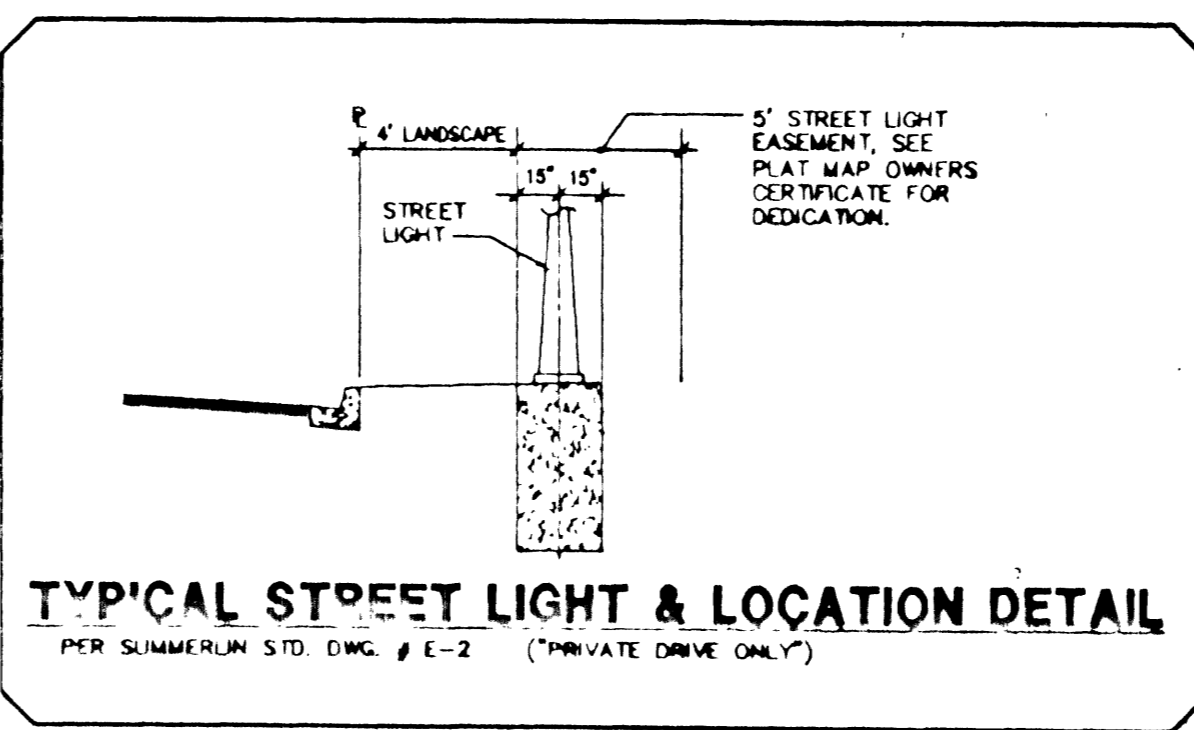 ℄ 4' LANDSCAPE
5' STREET LIGHT
EASEMENT, SEE
PLAT MAP OWNERS
CERTIFICATE FOR
DEDICATION.
15" 15"
STREET
LIGHT
TYPICAL STREET LIGHT & LOCATION DETAIL
PER SUMMERLIN STD. DWG. # E-2 ("PRIVATE DRIVE ONLY")